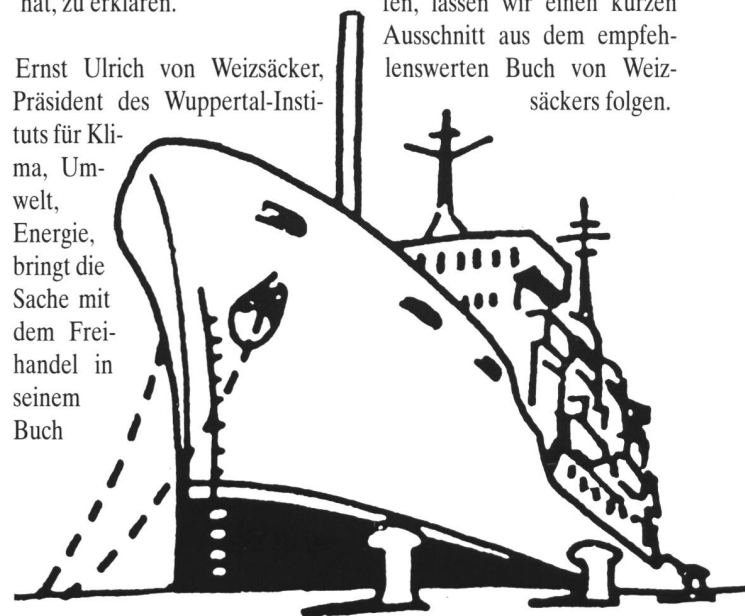 hat, zu erklären.
Ernst Ulrich von Weizsäcker,
Präsident des Wuppertal-Insti-
tuts für Kli-
ma, Um-
welt,
Energie,
bringt die
Sache mit
dem Frei-
handel in
seinem
Buch
len, lassen wir einen kurzen
Ausschnitt aus dem empfeh-
lenswerten Buch von Weiz-
säckers folgen.